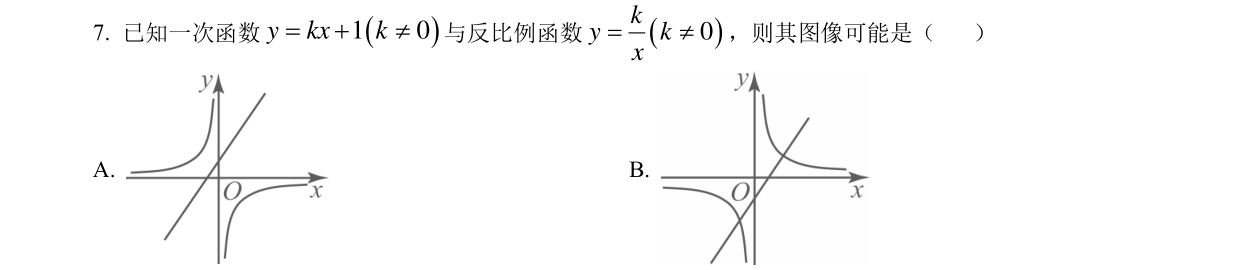 7. 已知一次函数 y = kx + 1(k ≠ 0) 与反比例函数 y = k/x (k ≠ 0)，则其图像可能是（　　）
A. y O x
B. y O x